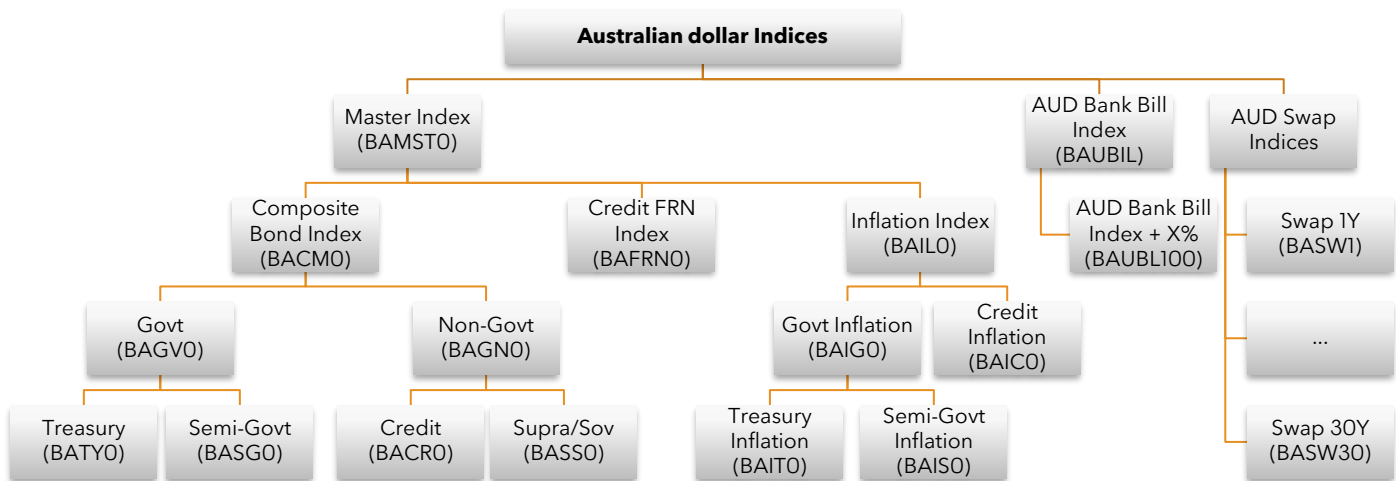 Australian dollar Indices
Master Index
(BAMST0)
AUD Bank Bill
Index
(BAUBIL)
AUD Swap
Indices
Composite
Bond Index
(BACM0)
Credit FRN
Index
(BAFRN0)
Inflation Index
(BAIL0)
AUD Bank Bill
Index + X%
(BAUBL100)
Swap 1Y
(BASW1)
Govt
(BAGV0)
Non-Govt
(BAGN0)
Govt Inflation
(BAIG0)
Credit
Inflation
(BAIC0)
...
Treasury
(BATY0)
Semi-Govt
(BASG0)
Credit
(BACR0)
Supra/Sov
(BASS0)
Treasury
Inflation
(BAIT0)
Semi-Govt
Inflation
(BAIS0)
Swap 30Y
(BASW30)